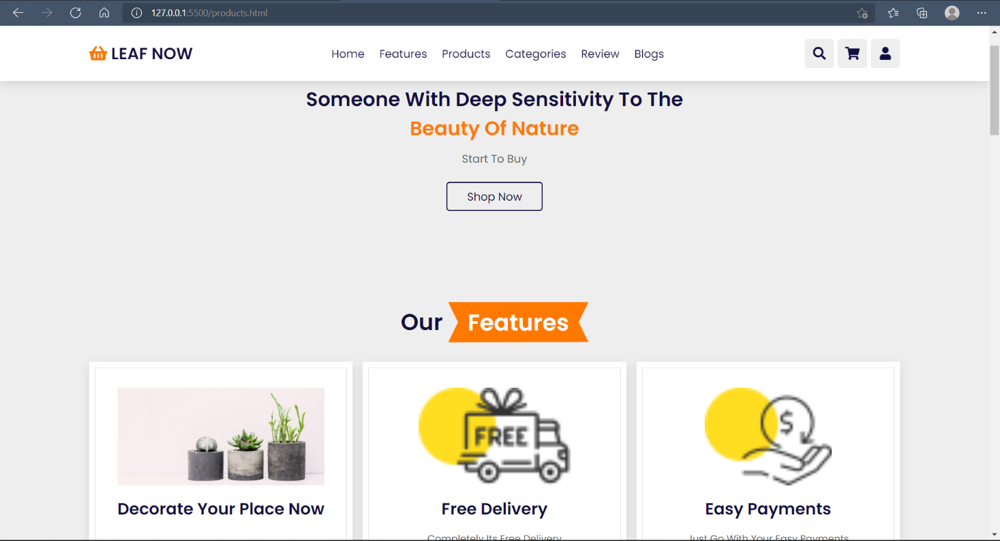 127.0.0.1:5500/products.html
LEAF NOW
Home Features Products Categories Review Blogs
Someone With Deep Sensitivity To The
Beauty Of Nature
Start To Buy
Shop Now
Our Features
FREE
$
Decorate Your Place Now
Free Delivery
Easy Payments
Completely Its Free Delivery
Just Go With Your Easy Payments